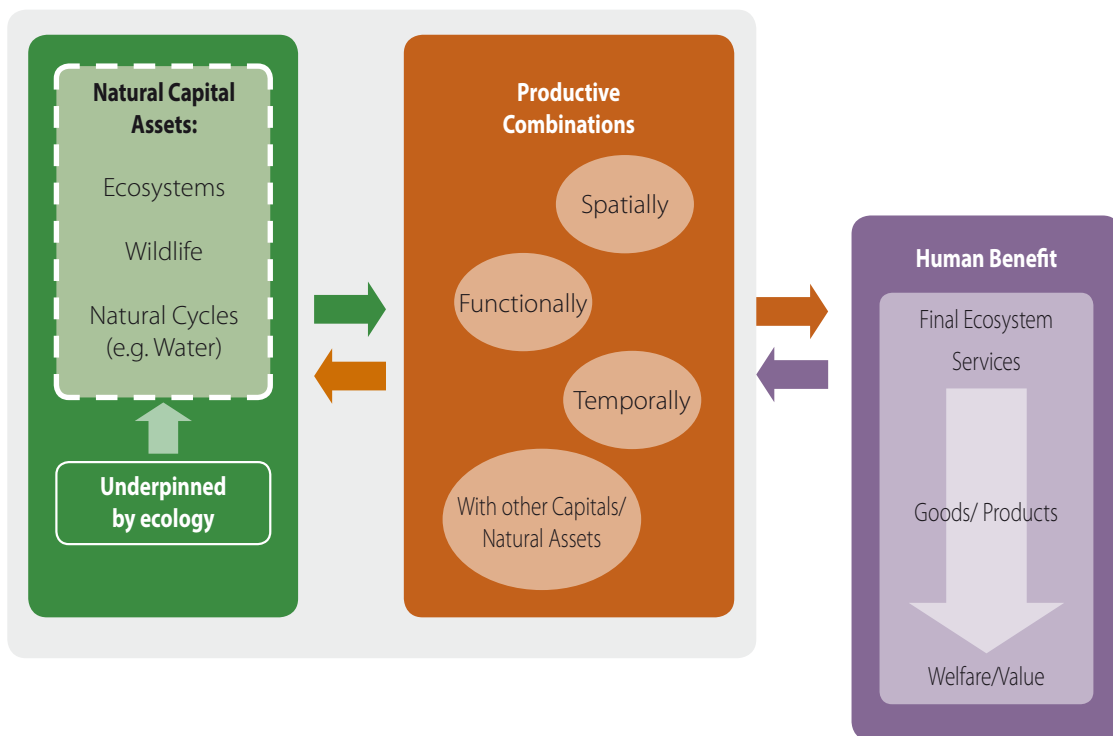 Natural Capital
Assets:
Ecosystems
Wildlife
Natural Cycles
(e.g. Water)
Underpinned
by ecology
Productive
Combinations
Spatially
Functionally
Temporally
With other Capitals/
Natural Assets
Human Benefit
Final Ecosystem
Services
Goods/ Products
Welfare/Value